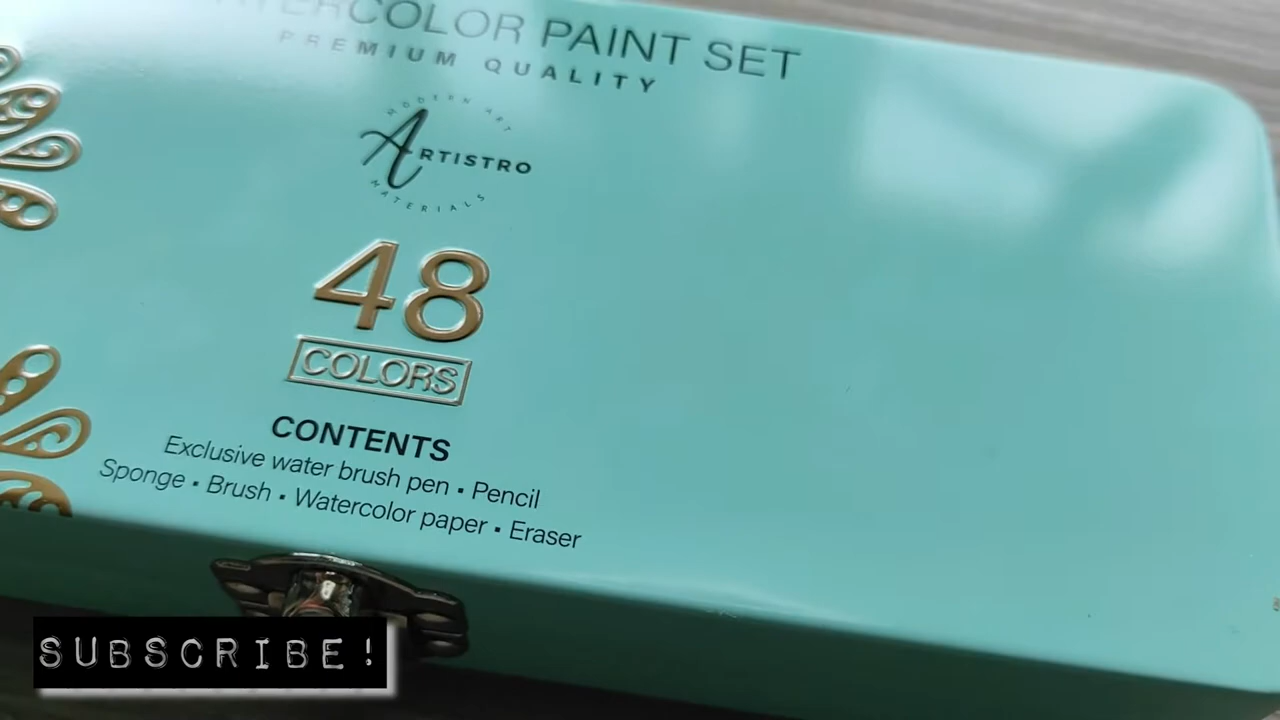 WATERCOLOR PAINT SET
PREMIUM QUALITY
MODERN ART
ARTISTRO
MATERIALS
48
COLORS
CONTENTS
Exclusive water brush pen • Pencil
Sponge • Brush • Watercolor paper • Eraser
SUBSCRIBE!